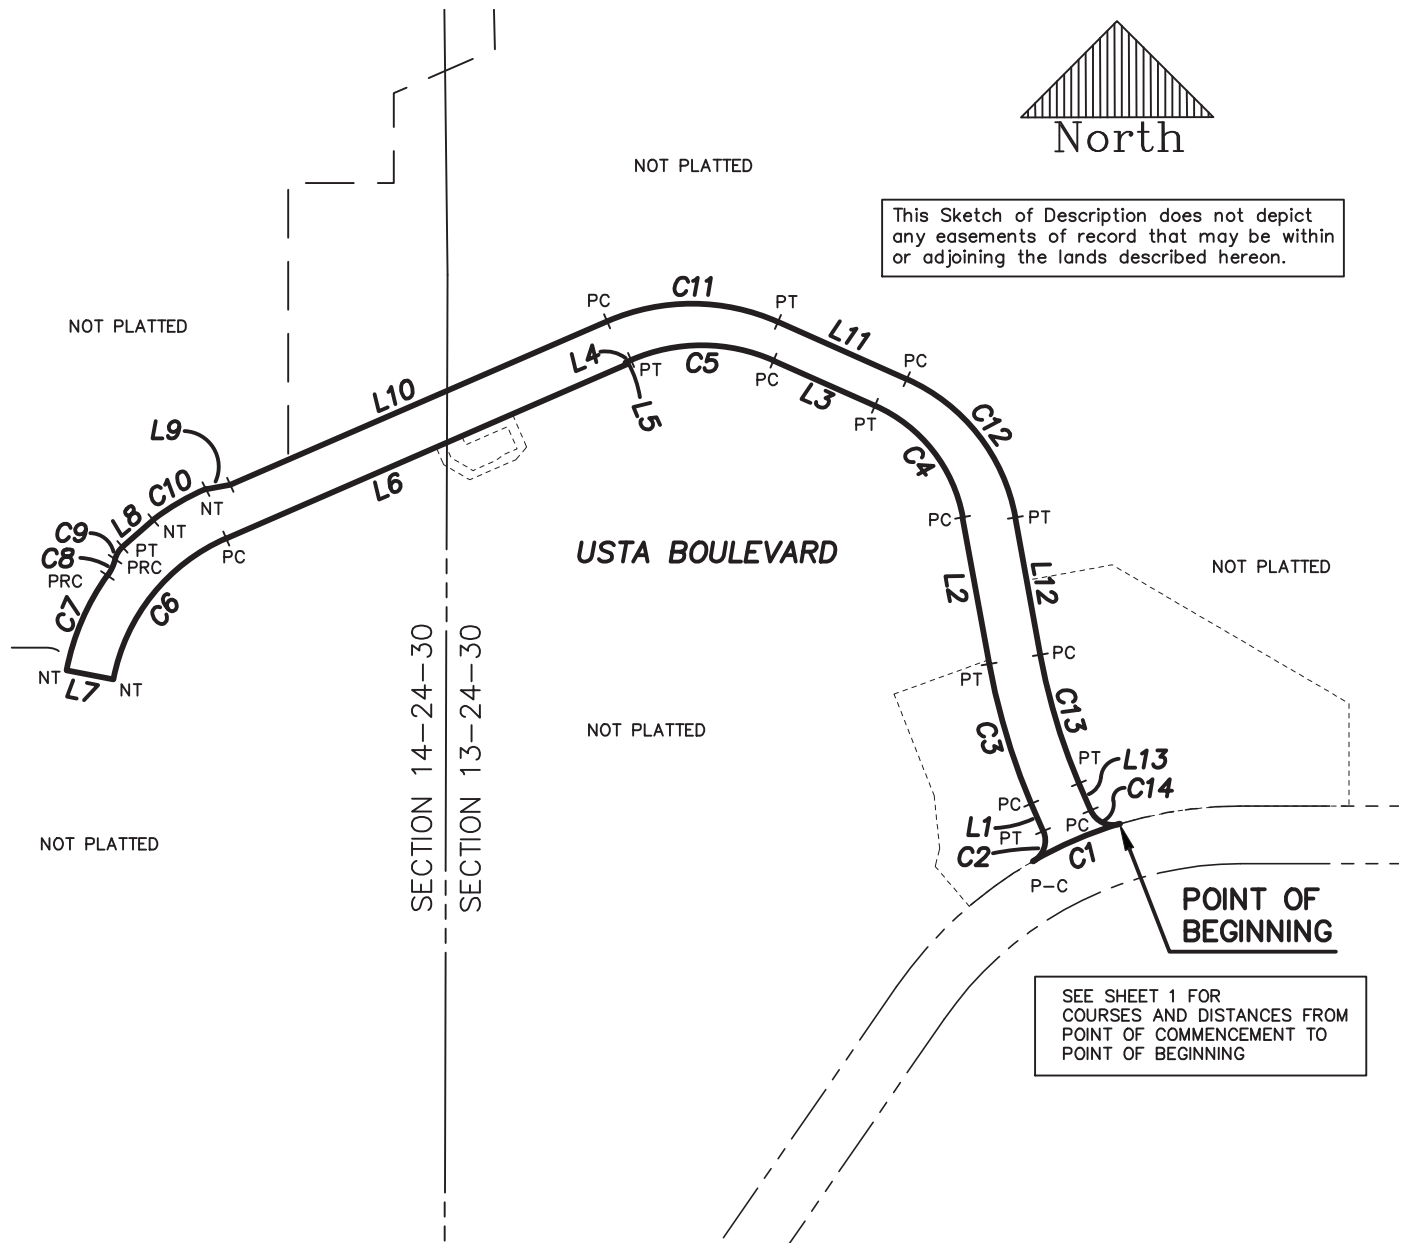 North
NOT PLATTED
This Sketch of Description does not depict
any easements of record that may be within
or adjoining the lands described hereon.
C11
PC
PT
NOT PLATTED
L11
L4
PT
C5
PC
PC
L10
L3
L5
PT
C12
L9
C4
C10
L6
NT
L8
NT
C9
PT
PC
PC
PT
C8
PRC
USTA BOULEVARD
NOT PLATTED
PRC
L2
L12
C7
C6
SECTION 14-24-30
SECTION 13-24-30
PC
NT
L7
NT
PT
C13
NOT PLATTED
C3
PT
L13
C14
PC
L1
PT
PC
NOT PLATTED
C2
C1
P-C
POINT OF
BEGINNING
SEE SHEET 1 FOR
COURSES AND DISTANCES FROM
POINT OF COMMENCEMENT TO
POINT OF BEGINNING